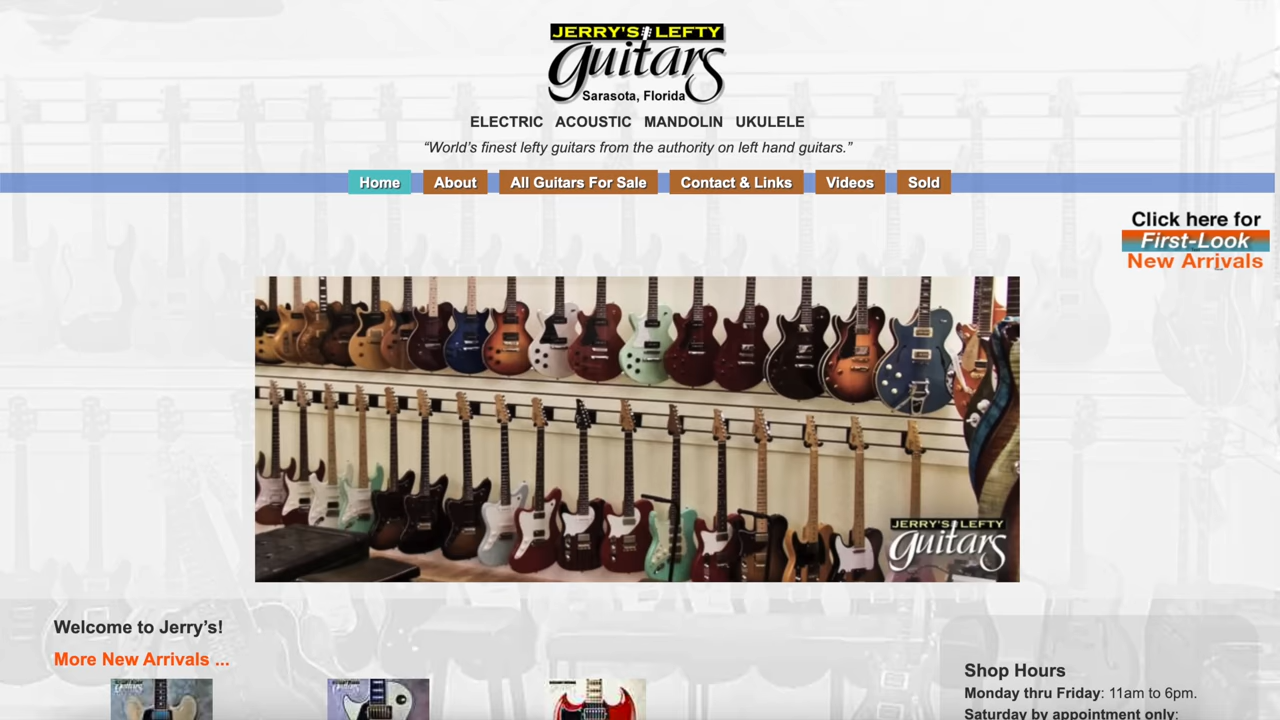 JERRY'S LEFTY
guitars
Sarasota, Florida
ELECTRIC ACOUSTIC MANDOLIN UKULELE
“World’s finest lefty guitars from the authority on left hand guitars.”
Home About All Guitars For Sale Contact & Links Videos Sold
Click here for
First-Look
New Arrivals
JERRY'S LEFTY
guitars
Welcome to Jerry’s!
More New Arrivals ...
Shop Hours
Monday thru Friday: 11am to 6pm.
Saturday by appointment only: